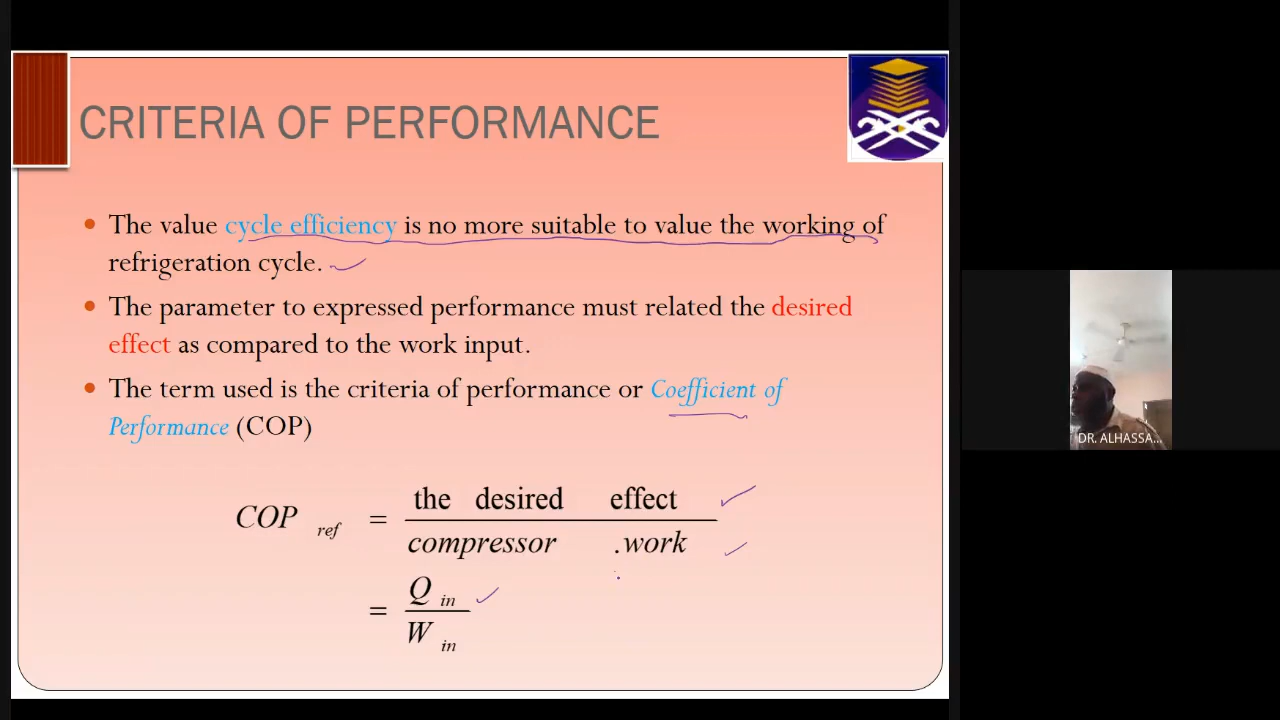 CRITERIA OF PERFORMANCE
• The value cycle efficiency is no more suitable to value the working of
refrigeration cycle.
• The parameter to expressed performance must related the desired
effect as compared to the work input.
• The term used is the criteria of performance or Coefficient of
Performance (COP)
COP ref = the desired effect
compressor .work
= Q in
W in
DR. ALHASSA...